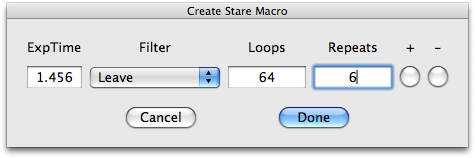 Create Stare Macro
ExpTime Filter Loops Repeats + −
1.456 Leave 64 6
Cancel Done